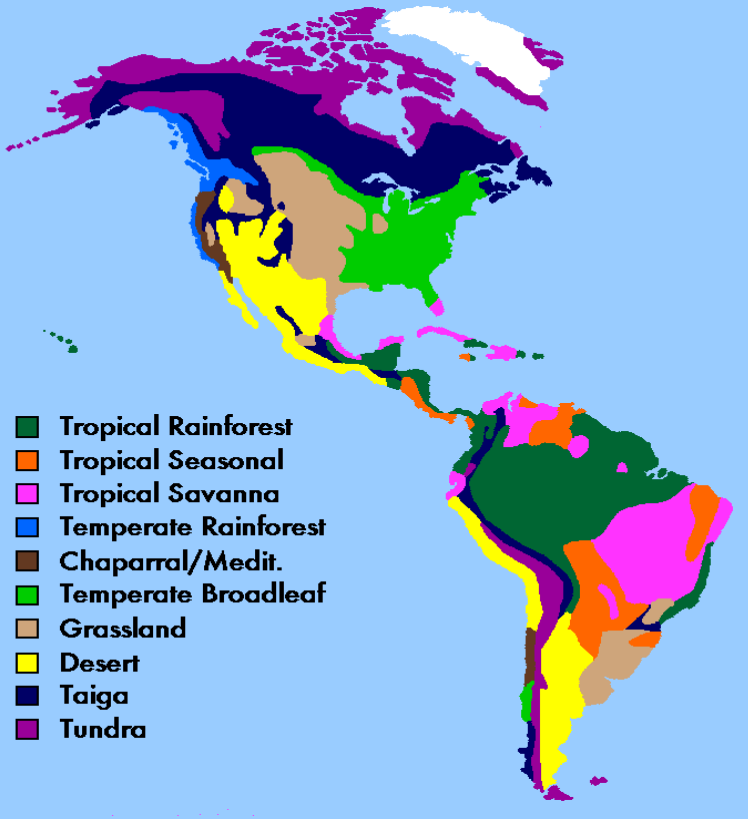 Tropical Rainforest
Tropical Seasonal
Tropical Savanna
Temperate Rainforest
Chaparral/Medit.
Temperate Broadleaf
Grassland
Desert
Taiga
Tundra